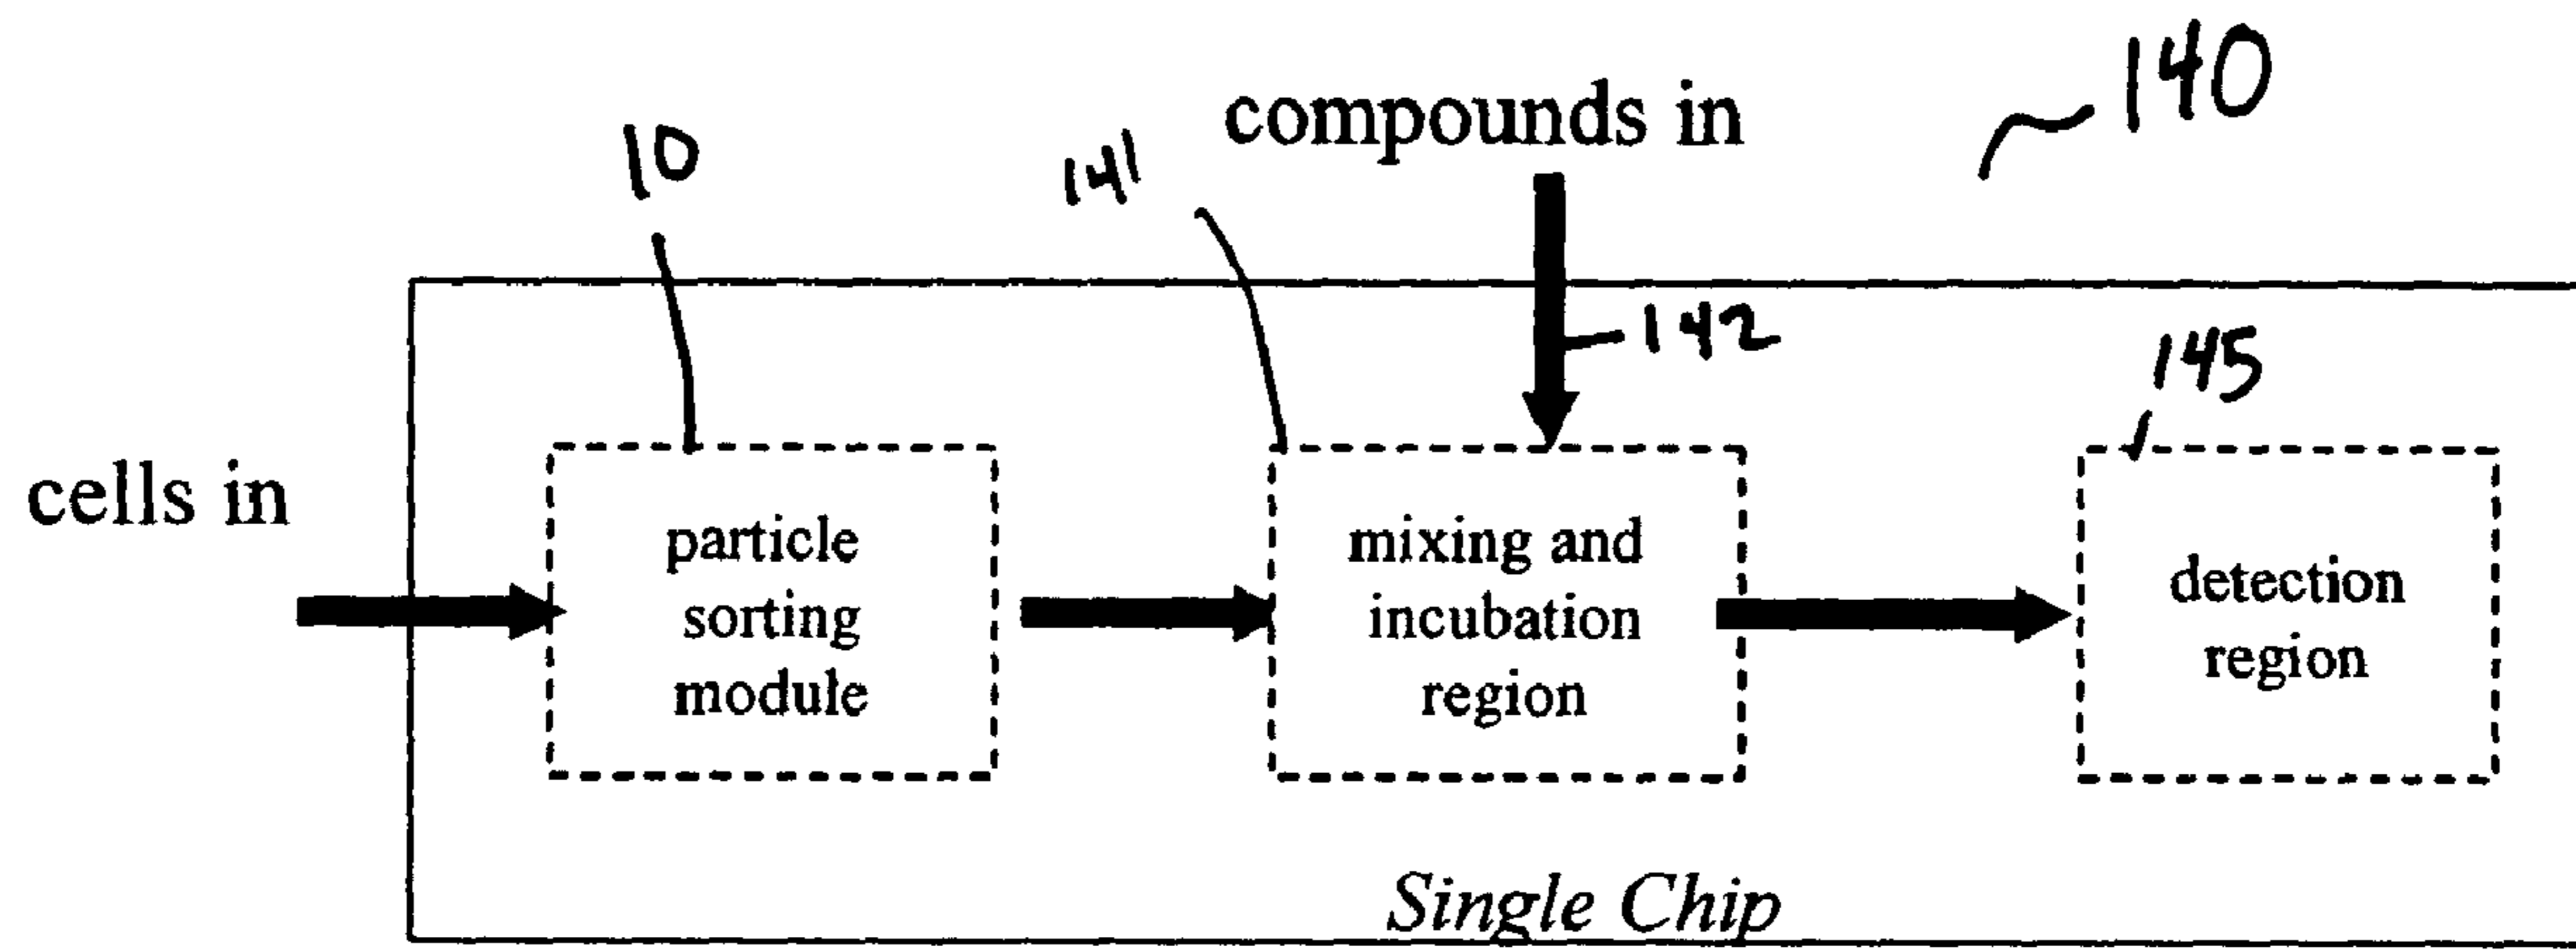 140
compounds in
10
141
142
145
cells in
particle
sorting
module
mixing and
incubation
region
detection
region
Single Chip